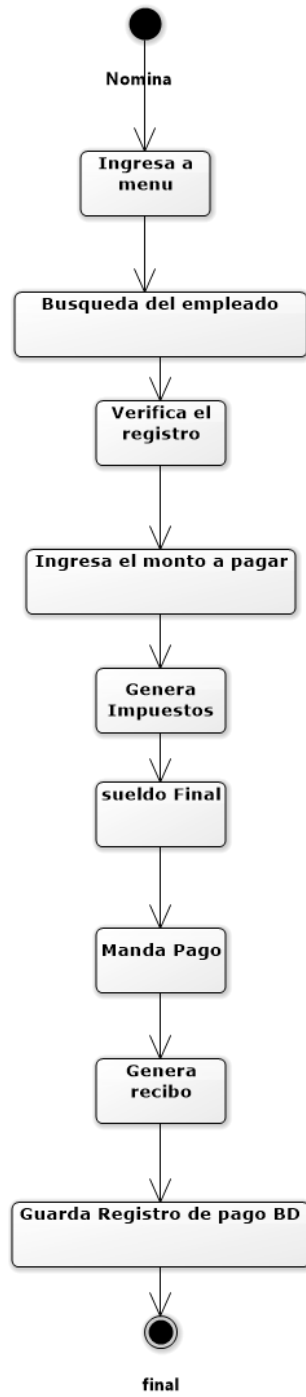 Nomina
Ingresa a
menu
Busqueda del empleado
Verifica el
registro
Ingresa el monto a pagar
Genera
Impuestos
sueldo Final
Manda Pago
Genera
recibo
Guarda Registro de pago BD
final